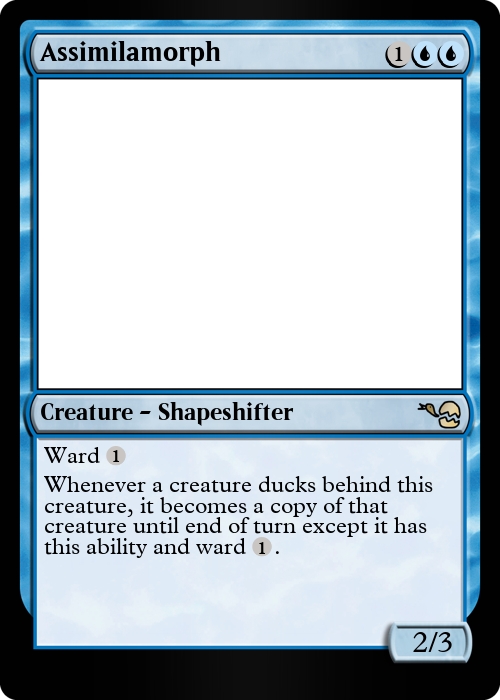 Assimilamorph 1
Creature – Shapeshifter
Ward 1
Whenever a creature ducks behind this
creature, it becomes a copy of that
creature until end of turn except it has
this ability and ward 1.
2/3